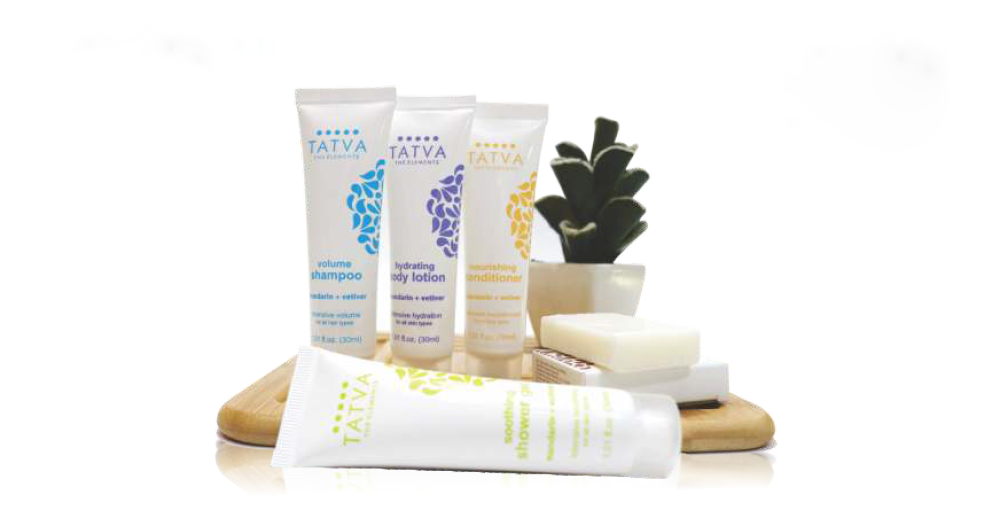 TATVA
THE ELEMENTS
volume
shampoo
mandarin + vetiver
intensive volume
for all hair types
1.01 fl oz. (30ml)
TATVA
THE ELEMENTS
hydrating
body lotion
mandarin + vetiver
intensive hydration
for all skin types
1.01 fl oz. (30ml)
TATVA
THE ELEMENTS
nourishing
conditioner
mandarin + vetiver
TATVA
THE ELEMENTS
soothing
shower gel
mandarin + vetiver